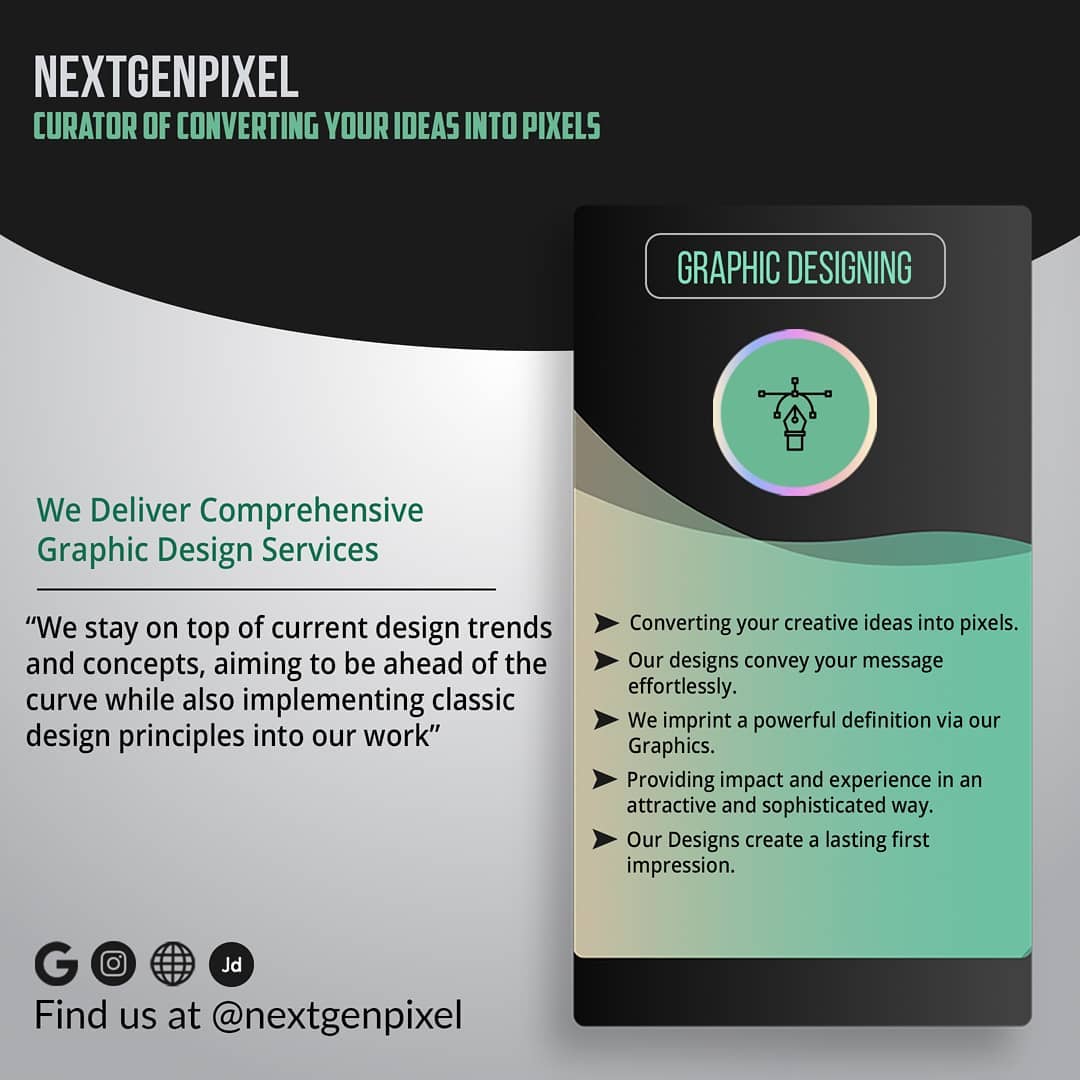 NEXTGENPIXEL
CURATOR OF CONVERTING YOUR IDEAS INTO PIXELS
GRAPHIC DESIGNING
We Deliver Comprehensive
Graphic Design Services
“We stay on top of current design trends
and concepts, aiming to be ahead of the
curve while also implementing classic
design principles into our work”
➤ Converting your creative ideas into pixels.
➤ Our designs convey your message
effortlessly.
➤ We imprint a powerful definition via our
Graphics.
➤ Providing impact and experience in an
attractive and sophisticated way.
➤ Our Designs create a lasting first
impression.
G Jd
Find us at @nextgenpixel